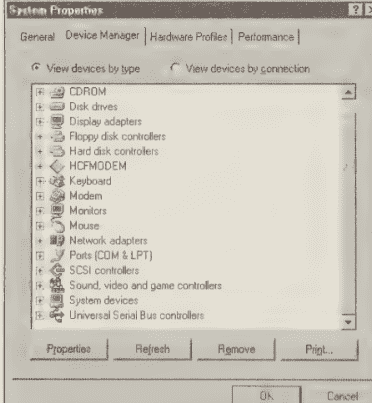 System Properties
General Device Manager Hardware Profiles Performance
View devices by type View devices by connection
CDROM
Disk drives
Display adapters
Floppy disk controllers
Hard disk controllers
HCFMODEM
Keyboard
Modem
Monitors
Mouse
Network adapters
Ports (COM & LPT)
SCSI controllers
Sound, video and game controllers
System devices
Universal Serial Bus controllers
Properties Refresh Remove Print...
OK Cancel